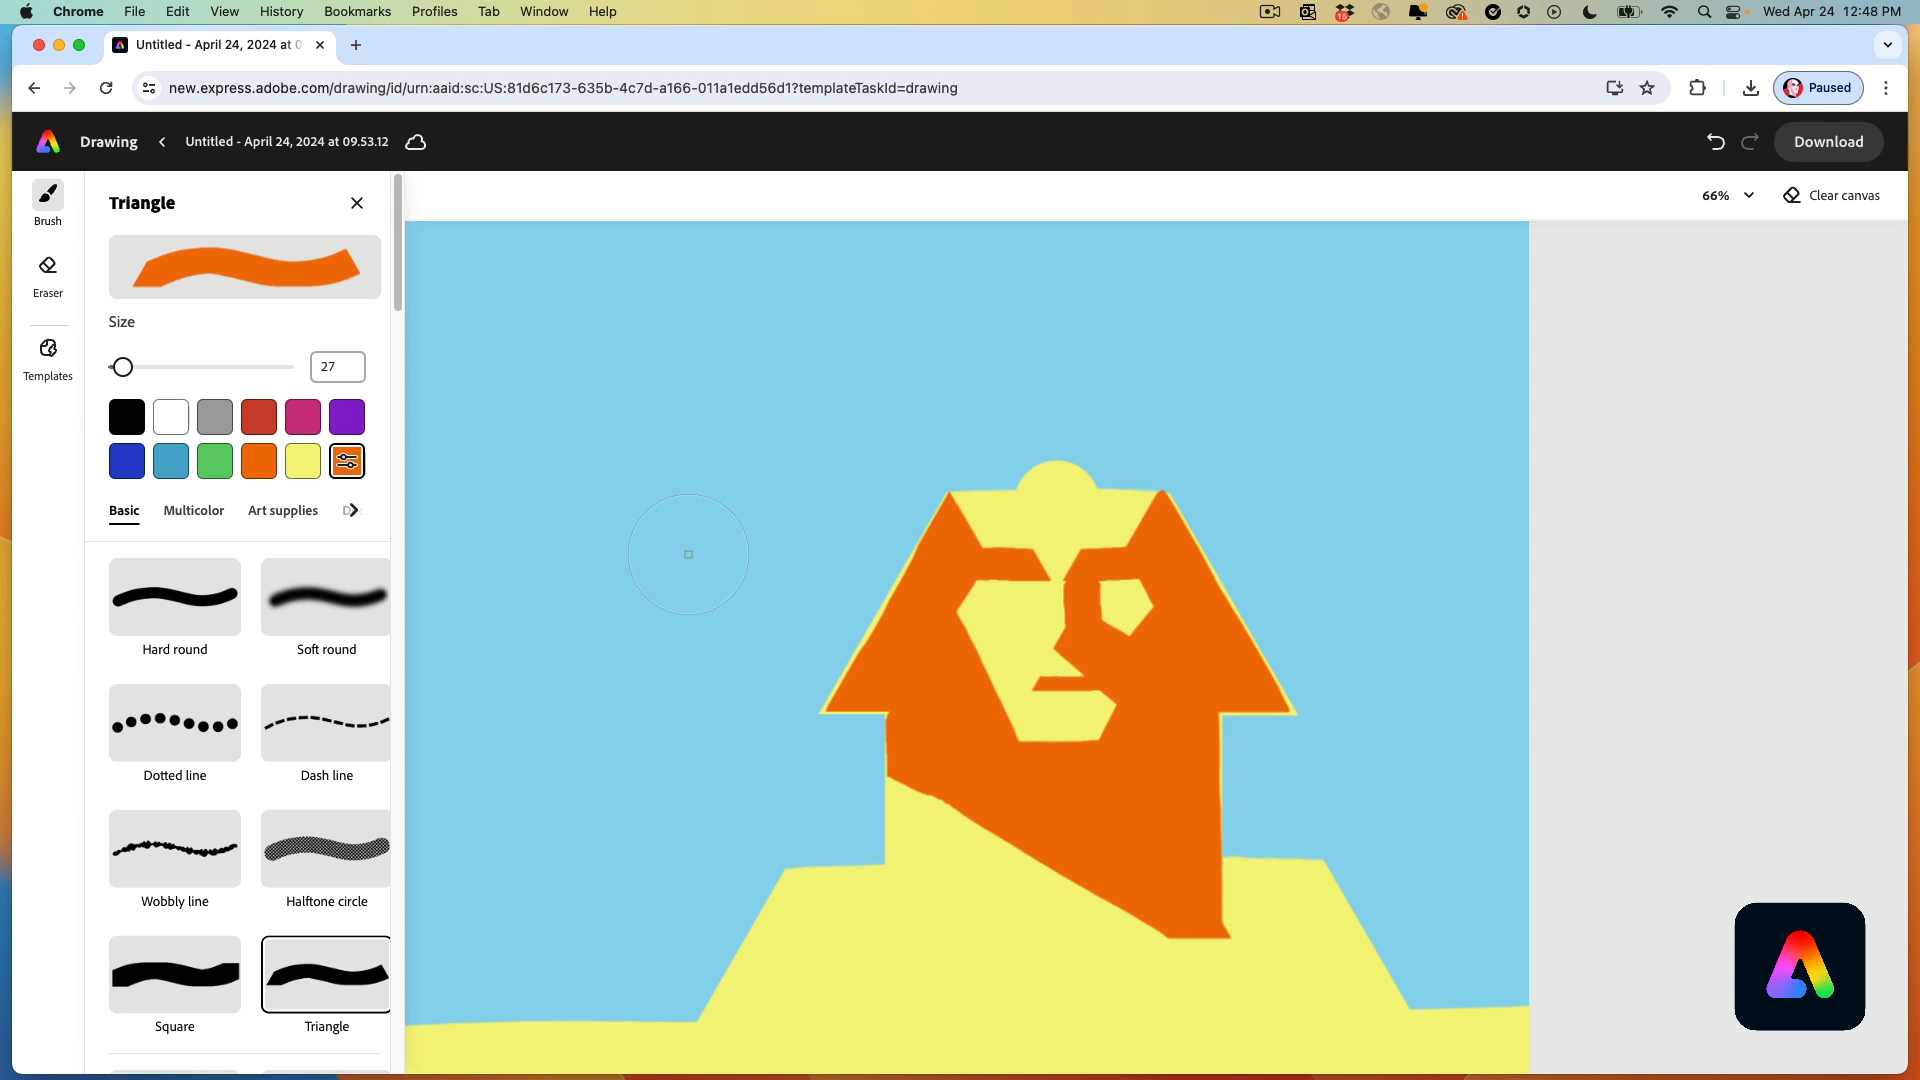 Chrome File Edit View History Bookmarks Profiles Tab Window Help 15 Wed Apr 24 12:48 PM
Untitled - April 24, 2024 at 0
new.express.adobe.com/drawing/id/urn:aaid:sc:US:81d6c173-635b-4c7d-a166-011a1edd56d1?templateTaskId=drawing Paused
Drawing Untitled - April 24, 2024 at 09.53.12 Download
Brush
Eraser
Templates
Triangle
66% Clear canvas
Size
27
Basic Multicolor Art supplies D
Hard round Soft round
Dotted line Dash line
Wobbly line Halftone circle
Square Triangle